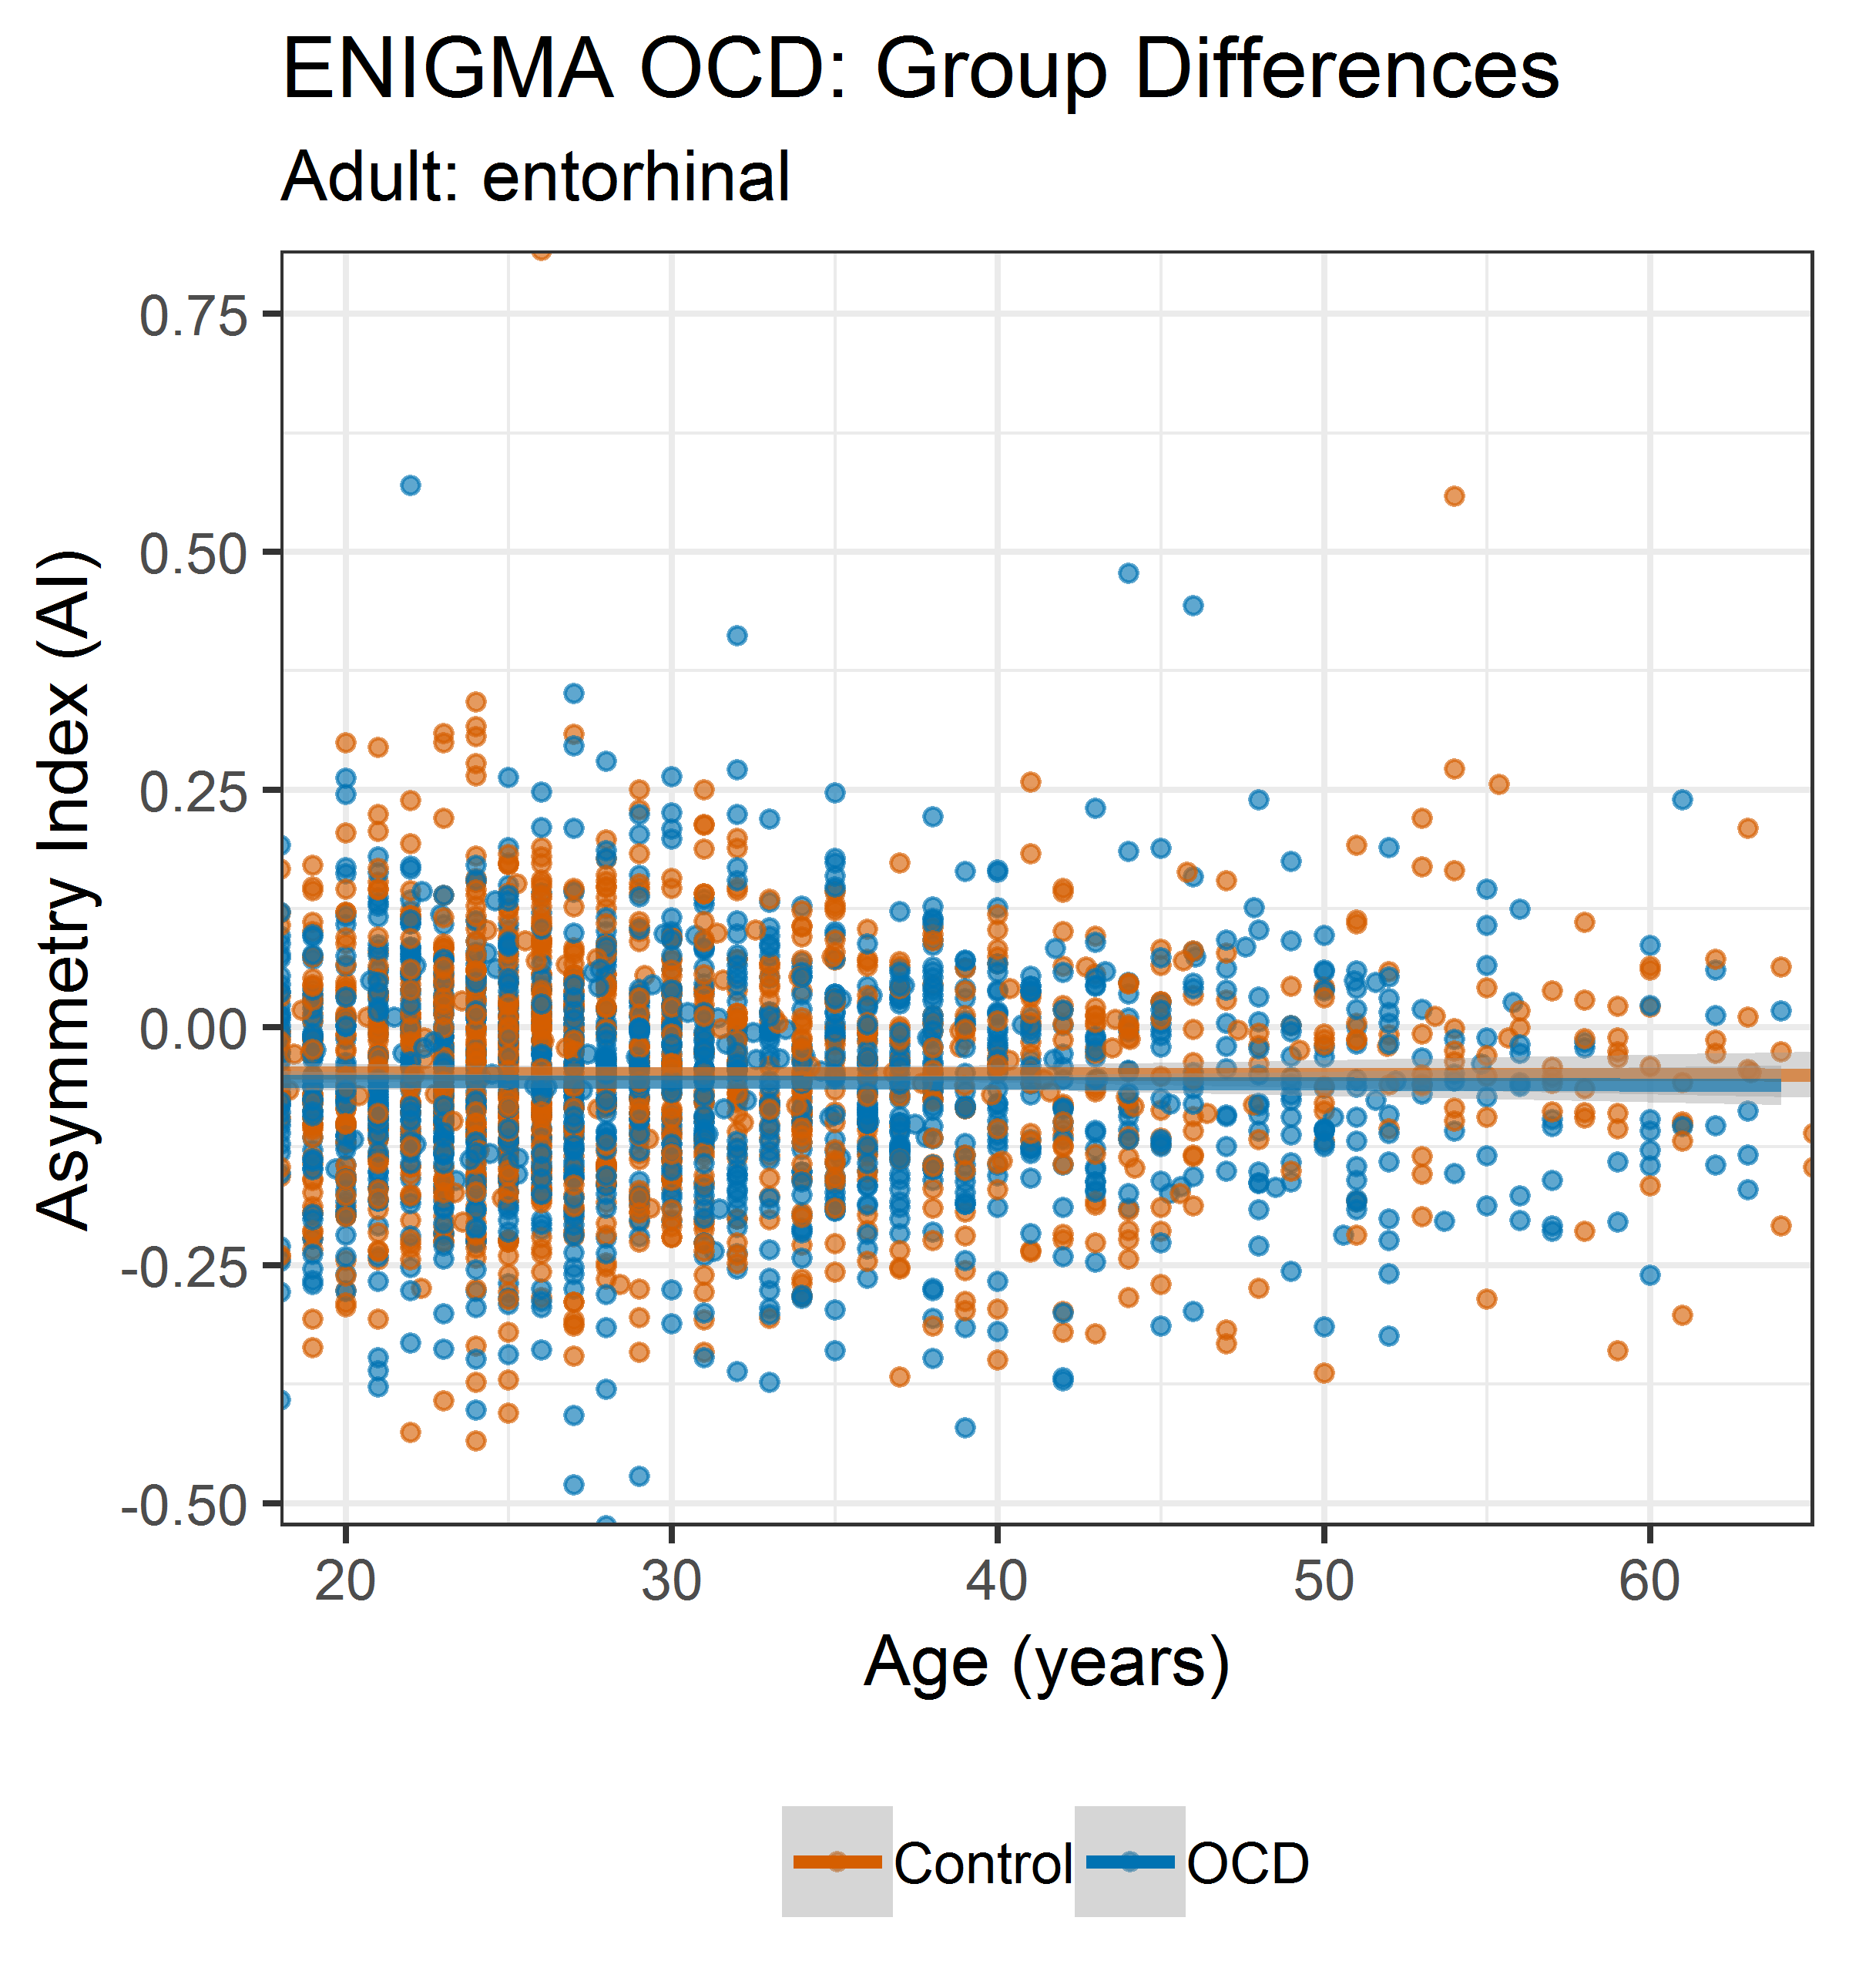 ENIGMA OCD: Group Differences
Adult: entorhinal
Asymmetry Index (AI)
0.75
0.50
0.25
0.00
-0.25
-0.50
20 30 40 50 60
Age (years)
Control OCD